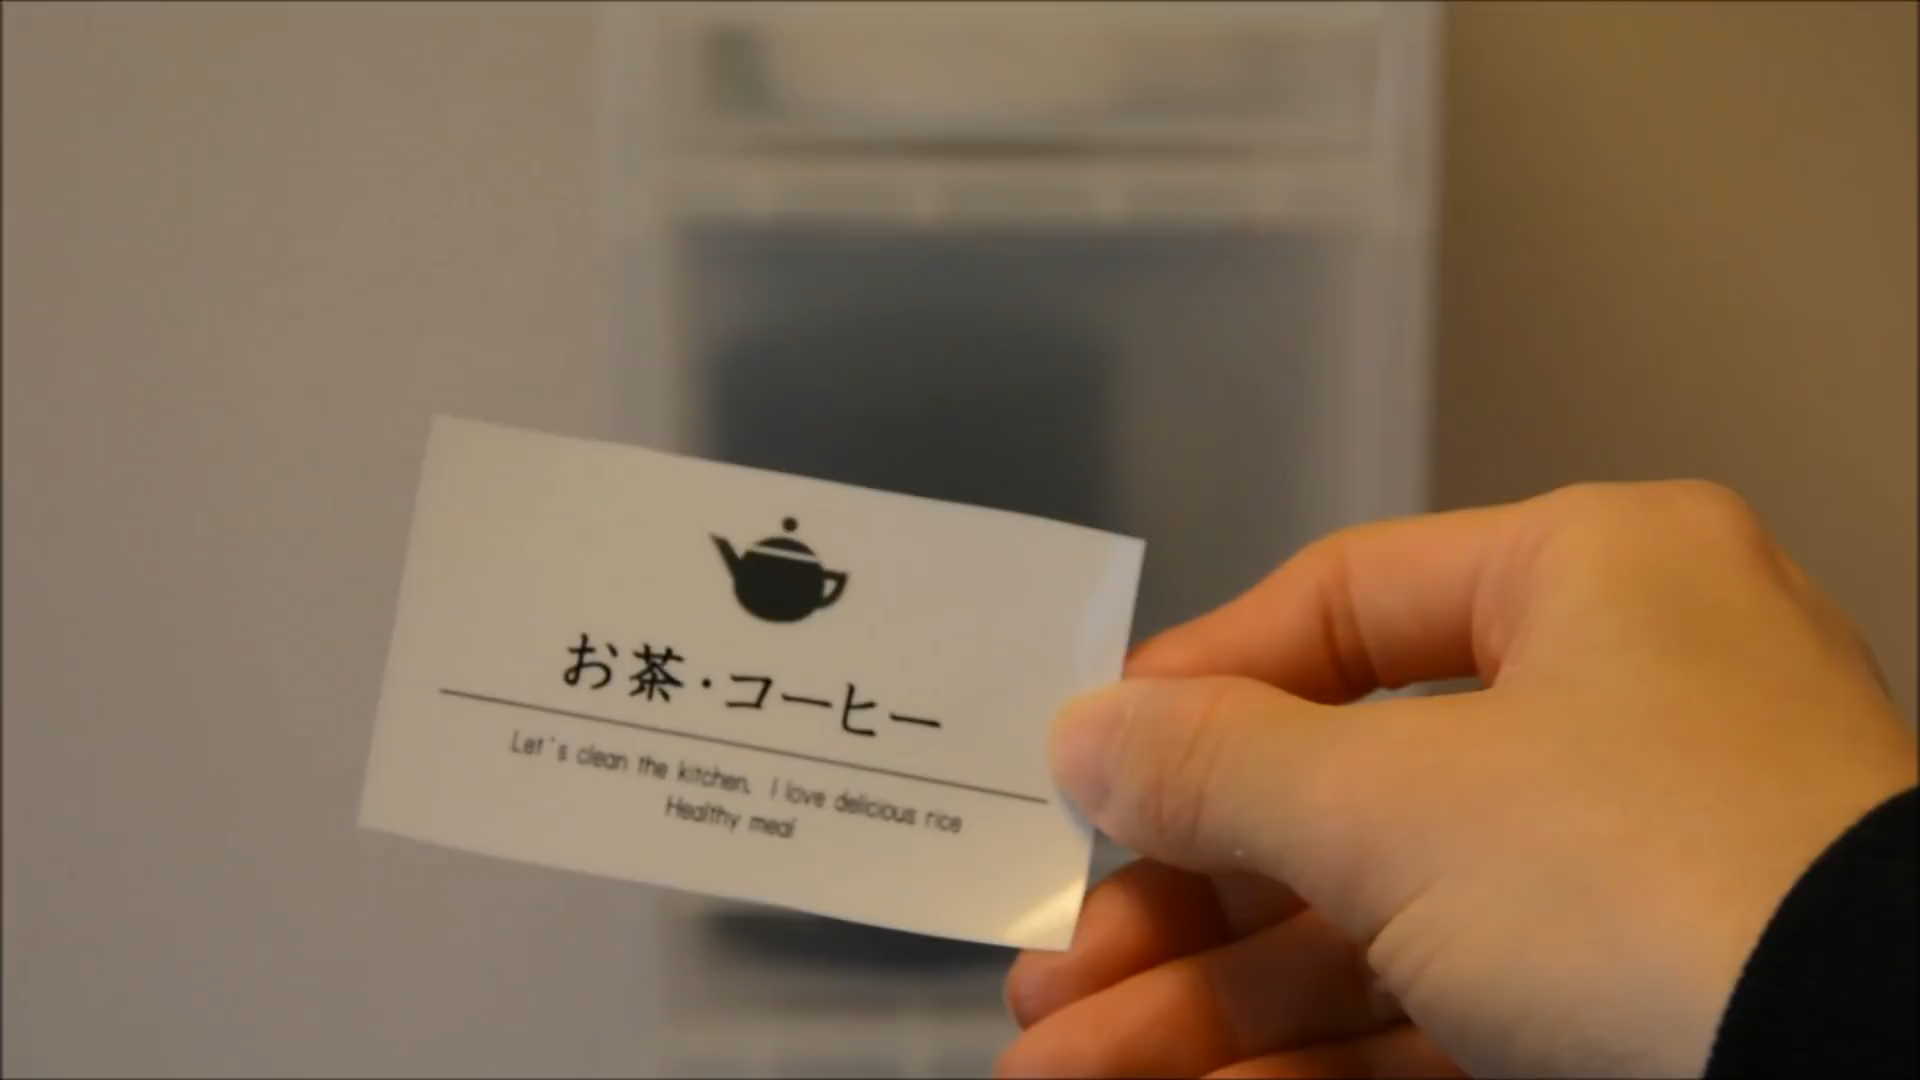 お茶・コーヒー
Let's clean the kitchen. I love delicious rice
Healthy meal